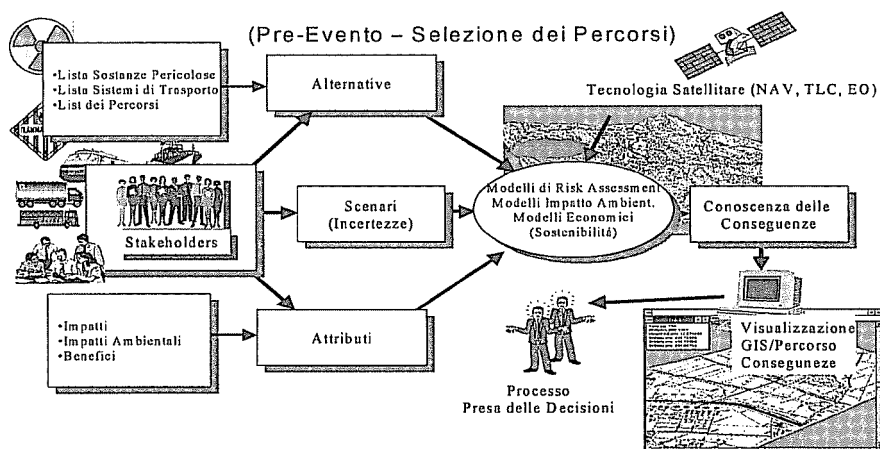 (Pre-Evento – Selezione dei Percorsi)
•Lista Sostanze Pericolose
•Lista Sistemi di Trasporto
•List dei Percorsi
Alternative
Tecnologia Satellitare (NAV, TLC, EO)
Stakeholders
Scenari
(Incertezze)
Modelli di Risk Assessment
Modelli Impatto Ambient.
Modelli Economici
(Sostenibilità)
Conoscenza delle
Conseguenze
•Impatti
•Impatti Ambientali
•Benefici
Attributi
Processo
Presa delle Decisioni
Visualizzazione
GIS/Percorso
Conseguneze